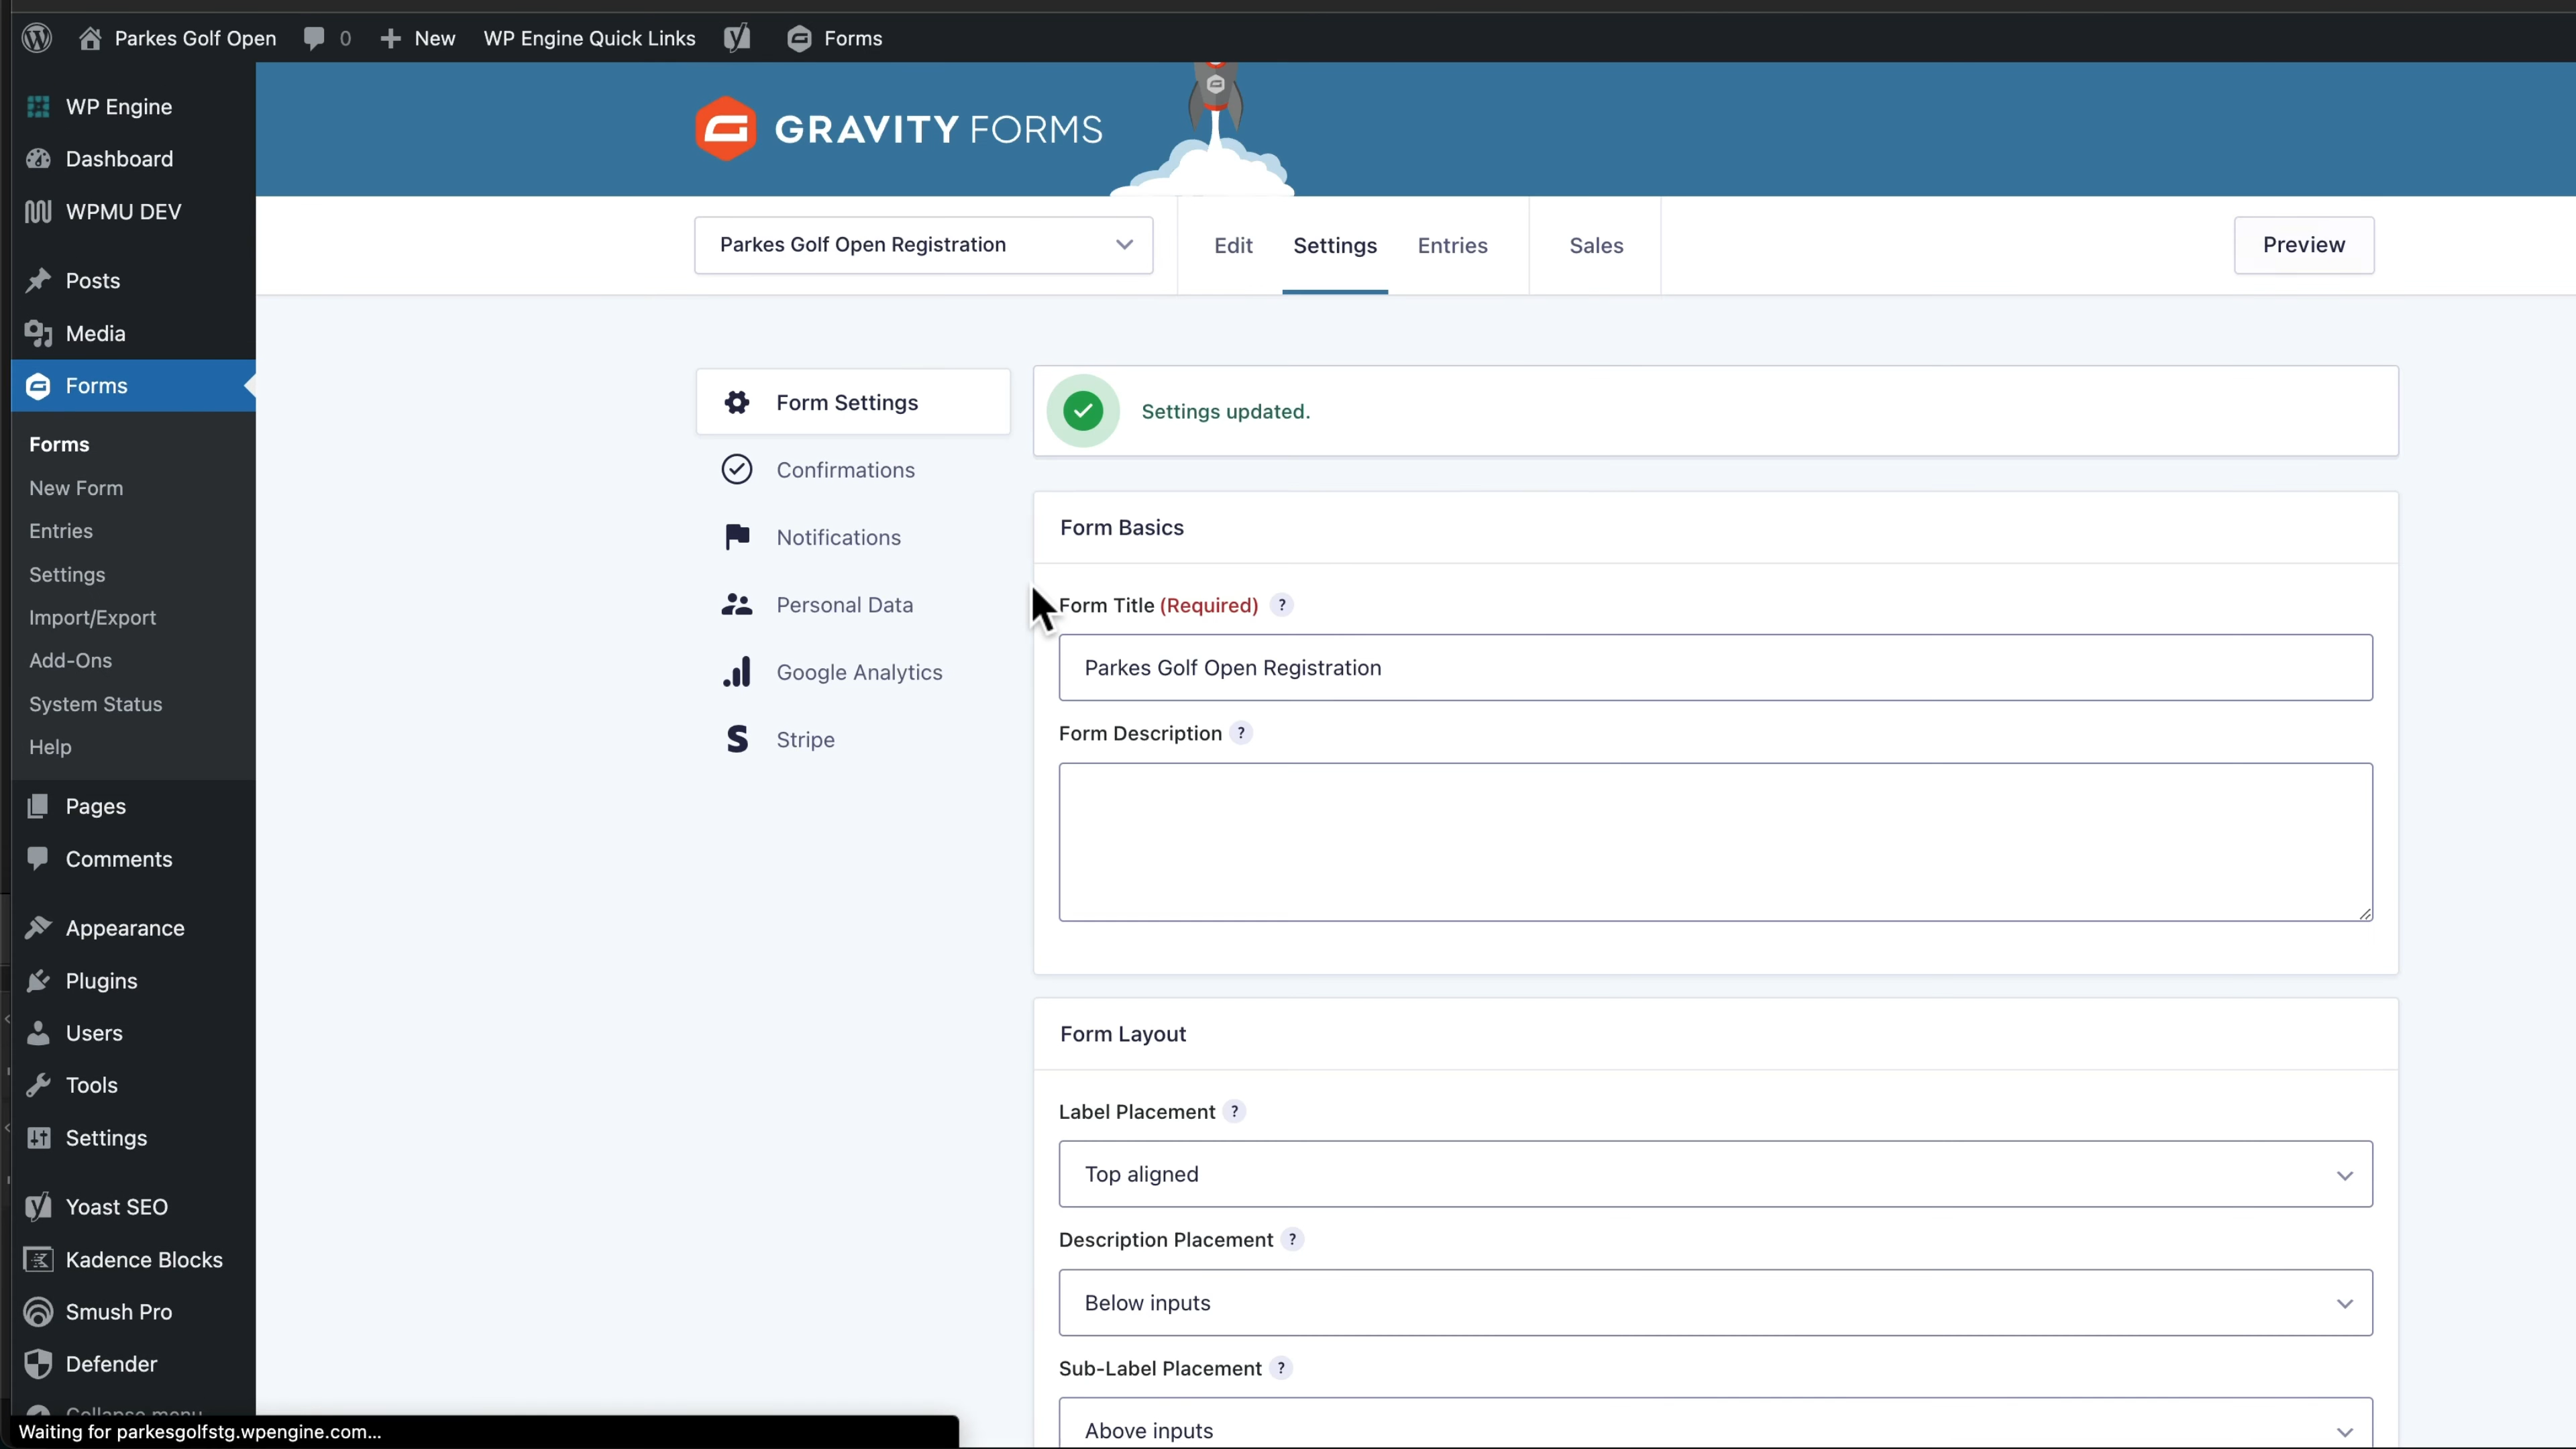 Parkes Golf Open 0 New WP Engine Quick Links Forms
WP Engine
Dashboard
WPMU DEV
Posts
Media
Forms
Forms
New Form
Entries
Settings
Import/Export
Add-Ons
System Status
Help
Pages
Comments
Appearance
Plugins
Users
Tools
Settings
Yoast SEO
Kadence Blocks
Smush Pro
Defender
Collapse menu
GRAVITY FORMS
Parkes Golf Open Registration
Edit Settings Entries Sales
Preview
Form Settings
Confirmations
Notifications
Personal Data
Google Analytics
Stripe
Settings updated.
Form Basics
Form Title (Required) ?
Parkes Golf Open Registration
Form Description ?
Form Layout
Label Placement ?
Top aligned
Description Placement ?
Below inputs
Sub-Label Placement ?
Above inputs
Waiting for parkesgolfstg.wpengine.com...